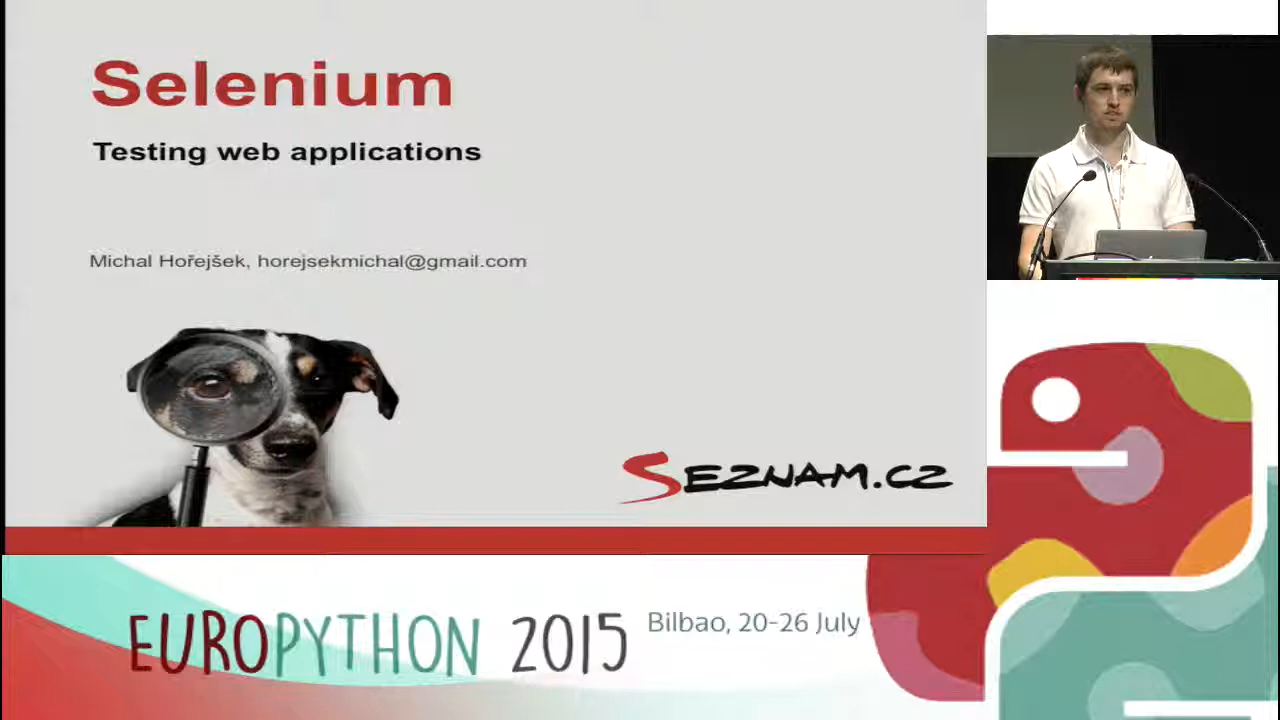 Selenium
Testing web applications
Michal Hořejšek, horejsekmichal@gmail.com
SEZNAM.CZ
EUROPYTHON 2015
Bilbao, 20-26 July